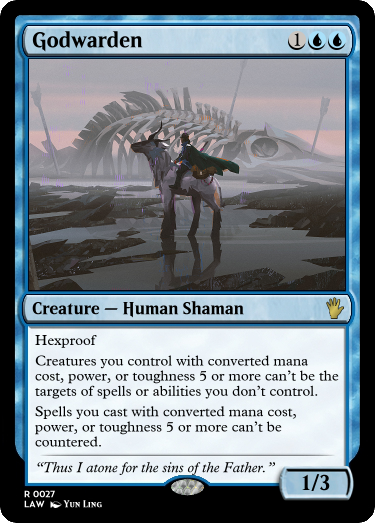 Godwarden 1
Creature — Human Shaman
Hexproof
Creatures you control with converted mana
cost, power, or toughness 5 or more can't be the
targets of spells or abilities you don't control.
Spells you cast with converted mana cost,
power, or toughness 5 or more can't be
countered.
“Thus I atone for the sins of the Father.”
1/3
R 0027
LAW Yun Ling